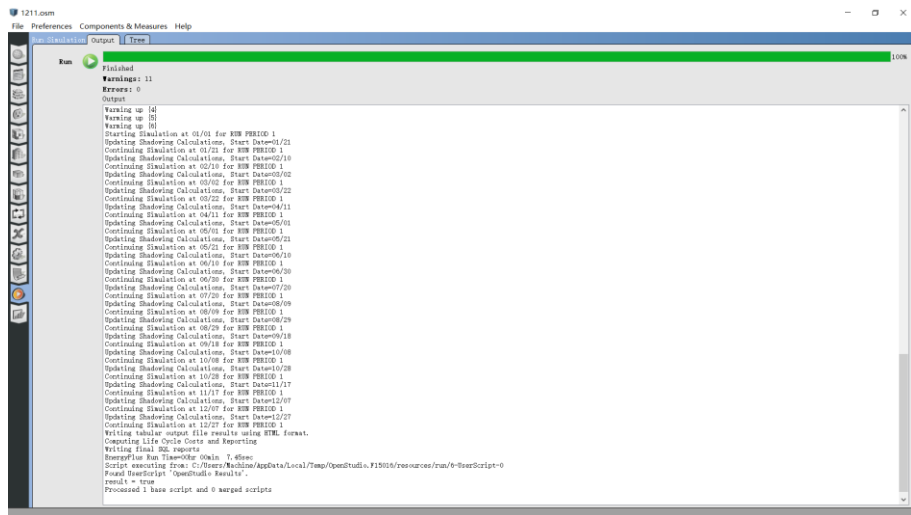 1211.osm
File Preferences Components & Measures Help
Run Simulation Output Tree
Run
100%
Finished
Warnings: 11
Errors: 0
Output
Warming up {4}
Warming up {5}
Warming up {6}
Starting Simulation at 01/01 for RUN PERIOD 1
Updating Shadowing Calculations, Start Date=01/21
Continuing Simulation at 01/21 for RUN PERIOD 1
Updating Shadowing Calculations, Start Date=02/10
Continuing Simulation at 02/10 for RUN PERIOD 1
Updating Shadowing Calculations, Start Date=03/02
Continuing Simulation at 03/02 for RUN PERIOD 1
Updating Shadowing Calculations, Start Date=03/22
Continuing Simulation at 03/22 for RUN PERIOD 1
Updating Shadowing Calculations, Start Date=04/11
Continuing Simulation at 04/11 for RUN PERIOD 1
Updating Shadowing Calculations, Start Date=05/01
Continuing Simulation at 05/01 for RUN PERIOD 1
Updating Shadowing Calculations, Start Date=05/21
Continuing Simulation at 05/21 for RUN PERIOD 1
Updating Shadowing Calculations, Start Date=06/10
Continuing Simulation at 06/10 for RUN PERIOD 1
Updating Shadowing Calculations, Start Date=06/30
Continuing Simulation at 06/30 for RUN PERIOD 1
Updating Shadowing Calculations, Start Date=07/20
Continuing Simulation at 07/20 for RUN PERIOD 1
Updating Shadowing Calculations, Start Date=08/09
Continuing Simulation at 08/09 for RUN PERIOD 1
Updating Shadowing Calculations, Start Date=08/29
Continuing Simulation at 08/29 for RUN PERIOD 1
Updating Shadowing Calculations, Start Date=09/18
Continuing Simulation at 09/18 for RUN PERIOD 1
Updating Shadowing Calculations, Start Date=10/08
Continuing Simulation at 10/08 for RUN PERIOD 1
Updating Shadowing Calculations, Start Date=10/28
Continuing Simulation at 10/28 for RUN PERIOD 1
Updating Shadowing Calculations, Start Date=11/17
Continuing Simulation at 11/17 for RUN PERIOD 1
Updating Shadowing Calculations, Start Date=12/07
Continuing Simulation at 12/07 for RUN PERIOD 1
Updating Shadowing Calculations, Start Date=12/27
Continuing Simulation at 12/27 for RUN PERIOD 1
Writing tabular output file results using HTML format.
Computing Life Cycle Costs and Reporting
Writing final SQL reports
EnergyPlus Run Time=00hr 00min 7.45sec
Script executing from: C:/Users/Machine/AppData/Local/Temp/OpenStudio.F15016/resources/run/6-UserScript-0
Found UserScript 'OpenStudio Results'.
result = true
Processed 1 base script and 0 merged scripts